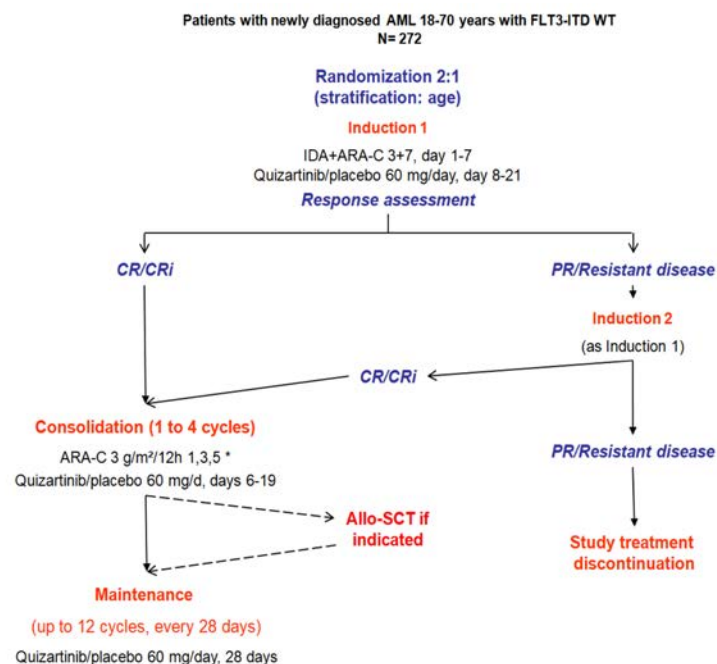 Patients with newly diagnosed AML 18-70 years with FLT3-ITD WT
N= 272
Randomization 2:1
(stratification: age)
Induction 1
IDA+ARA-C 3+7, day 1-7
Quizartinib/placebo 60 mg/day, day 8-21
Response assessment
CR/CRi
PR/Resistant disease
Induction 2
(as Induction 1)
CR/CRi
Consolidation (1 to 4 cycles)
ARA-C 3 g/m²/12h 1,3,5 *
Quizartinib/placebo 60 mg/d, days 6-19
PR/Resistant disease
Allo-SCT if
indicated
Study treatment
discontinuation
Maintenance
(up to 12 cycles, every 28 days)
Quizartinib/placebo 60 mg/day, 28 days